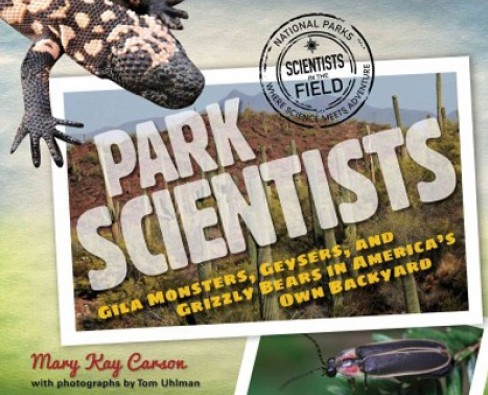 NATIONAL PARKS
SCIENTISTS
IN THE
FIELD
WHERE SCIENCE MEETS ADVENTURE
PARK
SCIENTISTS
GILA MONSTERS, GEYSERS, AND
GRIZZLY BEARS IN AMERICA'S
OWN BACKYARD
Mary Kay Carson
with photographs by Tom Uhlman